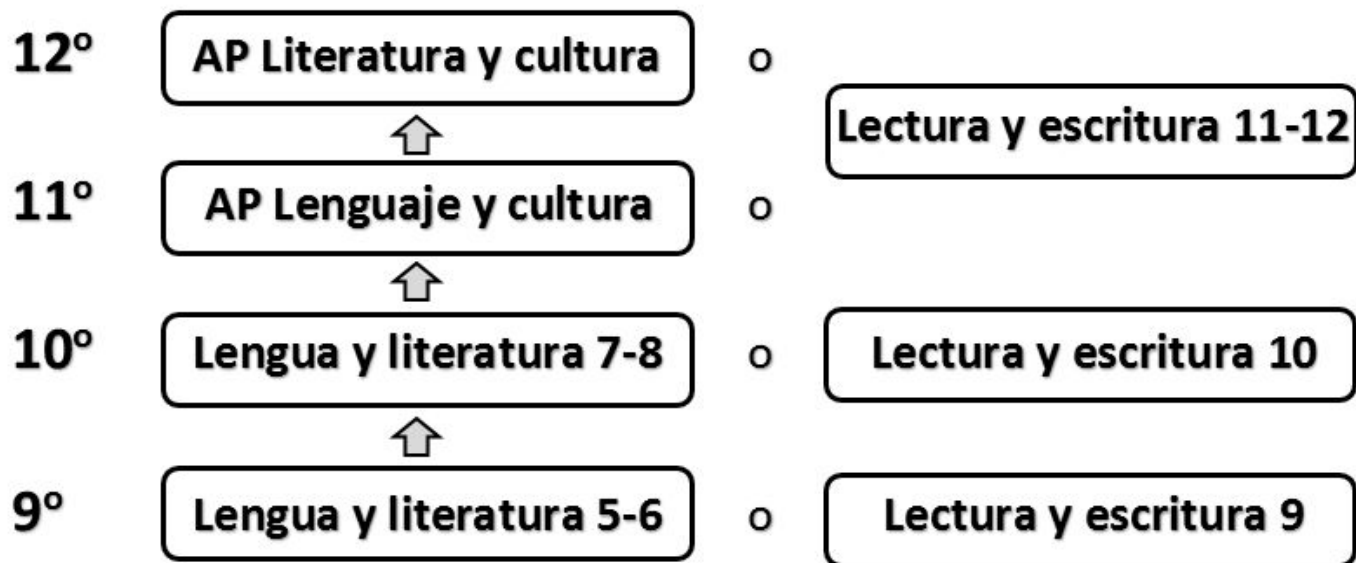 12º AP Literatura y cultura o
Lectura y escritura 11-12
11º AP Lenguaje y cultura o
10º Lengua y literatura 7-8 o Lectura y escritura 10
9º Lengua y literatura 5-6 o Lectura y escritura 9